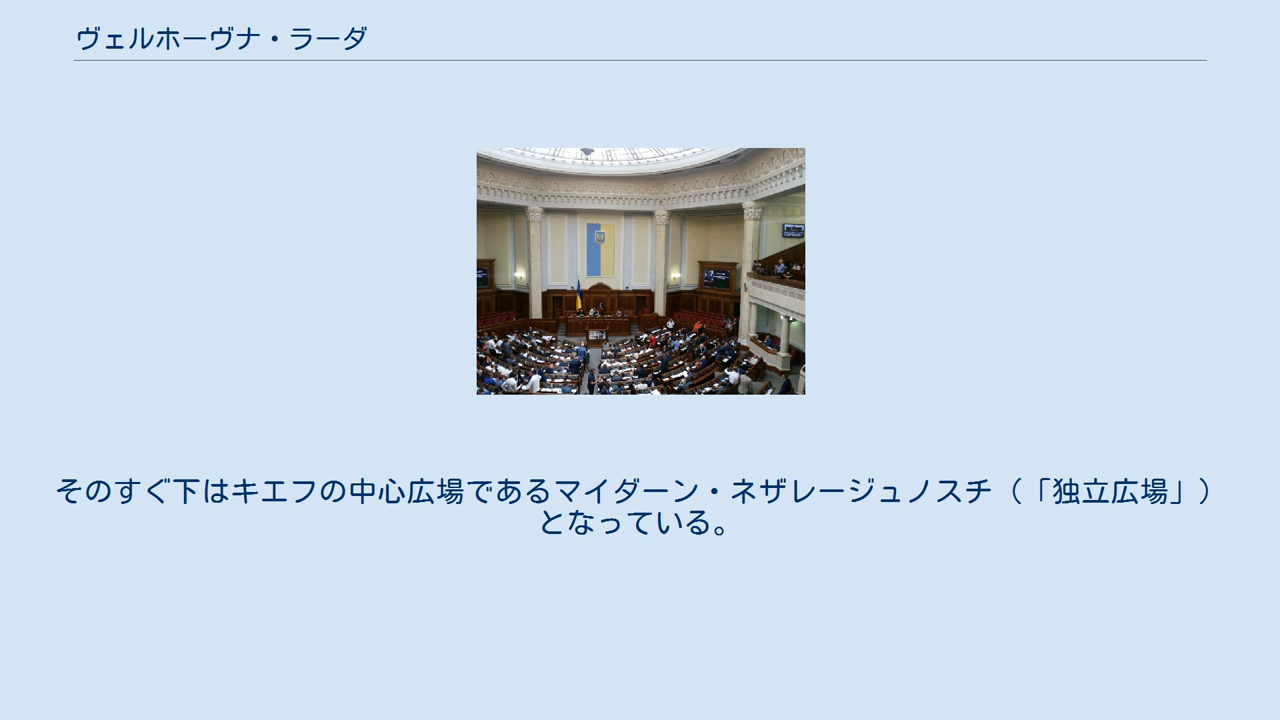 ヴェルホーヴナ・ラーダ
そのすぐ下はキエフの中心広場であるマイダーン・ネザレージュノスチ（「独立広場」）
となっている。